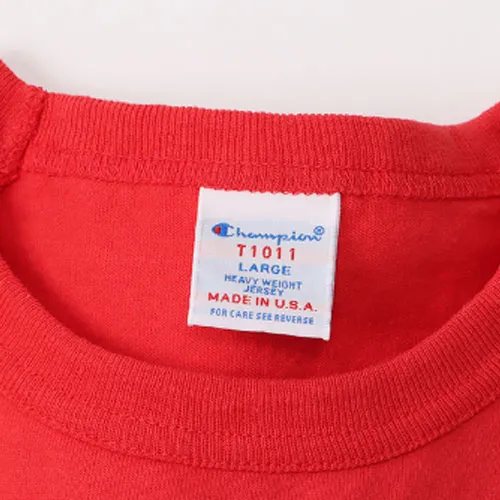 Champion®
T1011
LARGE
HEAVY WEIGHT
JERSEY
MADE IN U.S.A.
FOR CARE SEE REVERSE